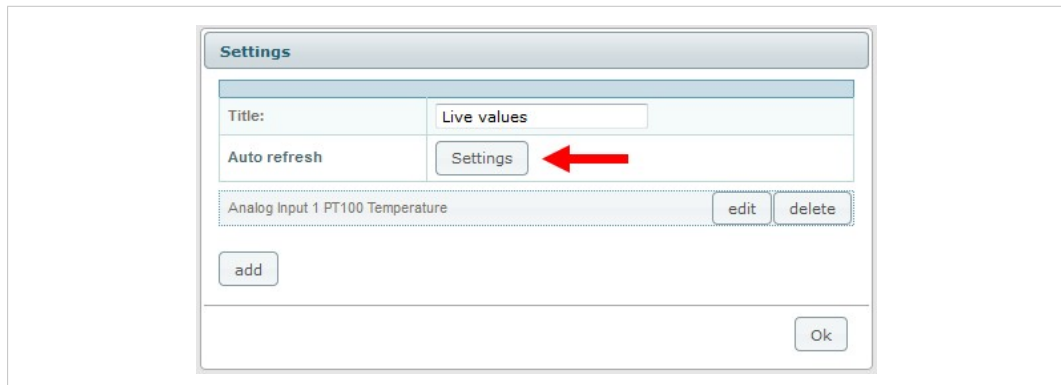 Settings
Title: Live values
Auto refresh Settings
Analog Input 1 PT100 Temperature edit delete
add
Ok